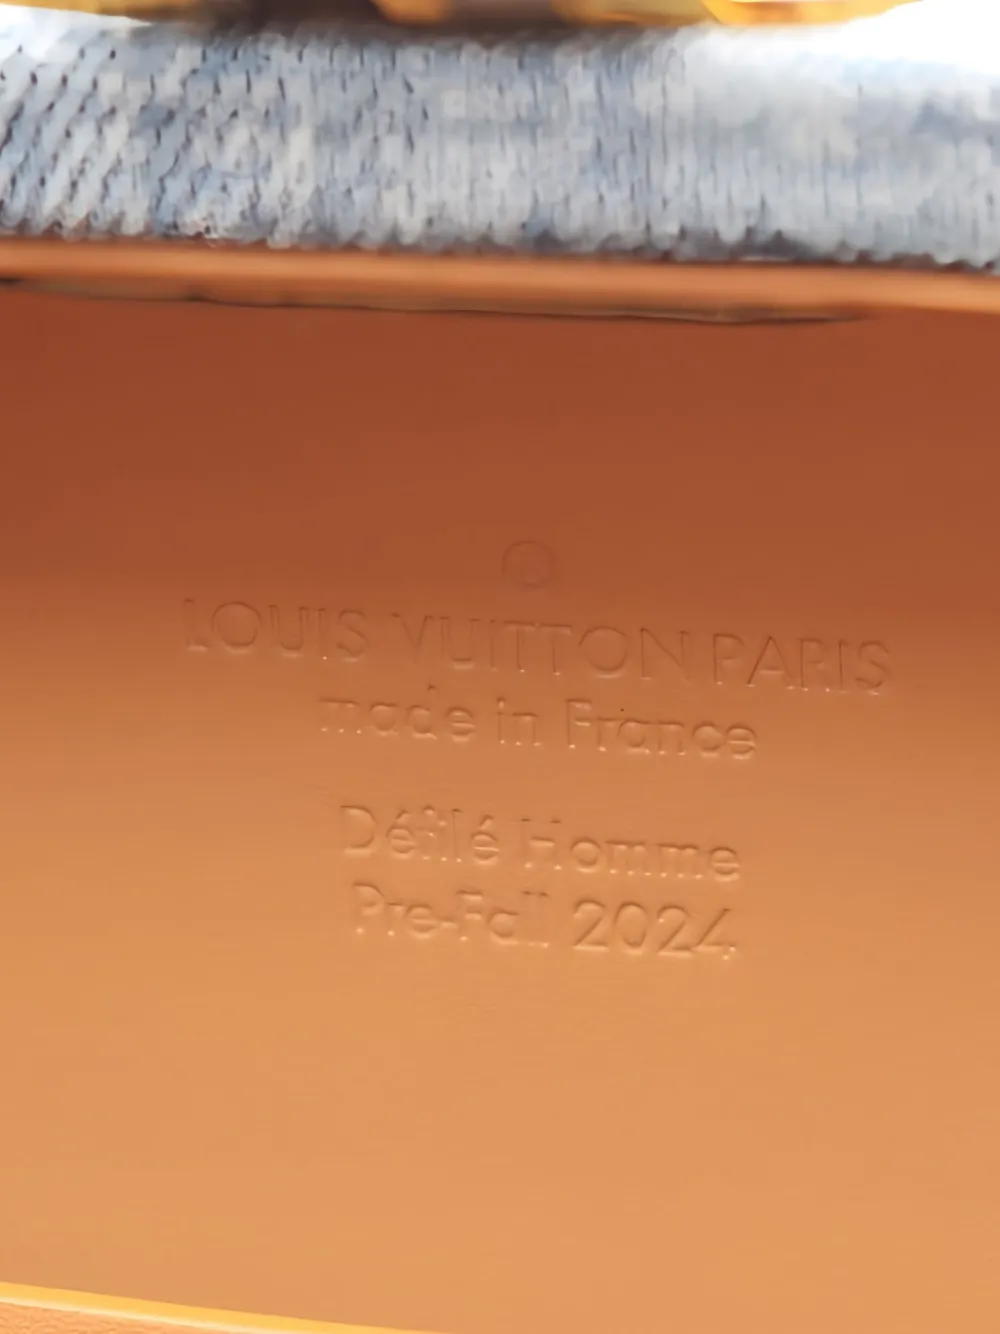 LOUIS VUITTON PARIS
made in France
Défilé Homme
Pre-Fall 2024